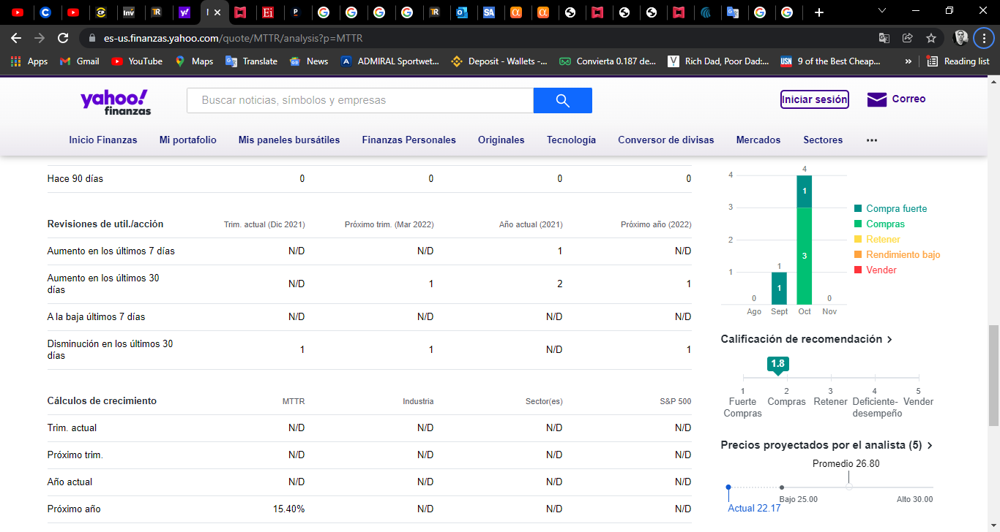 es-us.finanzas.yahoo.com/quote/MTTR/analysis?p=MTTR
Apps Gmail YouTube Maps Translate News ADMIRAL Sportwet... Deposit - Wallets -... Convierta 0.187 de... Rich Dad, Poor Dad:... USN 9 of the Best Cheap... » Reading list
yahoo!
finanzas
Buscar noticias, símbolos y empresas
Iniciar sesión
Correo
Inicio Finanzas Mi portafolio Mis paneles bursátiles Finanzas Personales Originales Tecnología Conversor de divisas Mercados Sectores ...
Hace 90 días 0 0 0 0
Revisiones de util./acción Trim. actual (Dic 2021) Próximo trim. (Mar 2022) Año actual (2021) Próximo año (2022)
Aumento en los últimos 7 días N/D N/D 1 N/D
Aumento en los últimos 30
días N/D 1 2 1
A la baja últimos 7 días N/D N/D N/D N/D
Disminución en los últimos 30
días 1 1 N/D 1
Cálculos de crecimiento MTTR Industria Sector(es) S&P 500
Trim. actual N/D N/D N/D N/D
Próximo trim. N/D N/D N/D N/D
Año actual N/D N/D N/D N/D
Próximo año 15.40% N/D N/D N/D
4
3
2
1
0 1 4 0
1 1 3
Ago Sept Oct Nov
Compra fuerte
Compras
Retener
Rendimiento bajo
Vender
Calificación de recomendación >
1.8
1 2 3 4 5
Fuerte Compras Retener Deficiente- Vender
Compras desempeño
Precios proyectados por el analista (5) >
Promedio 26.80
Bajo 25.00 Alto 30.00
Actual 22.17